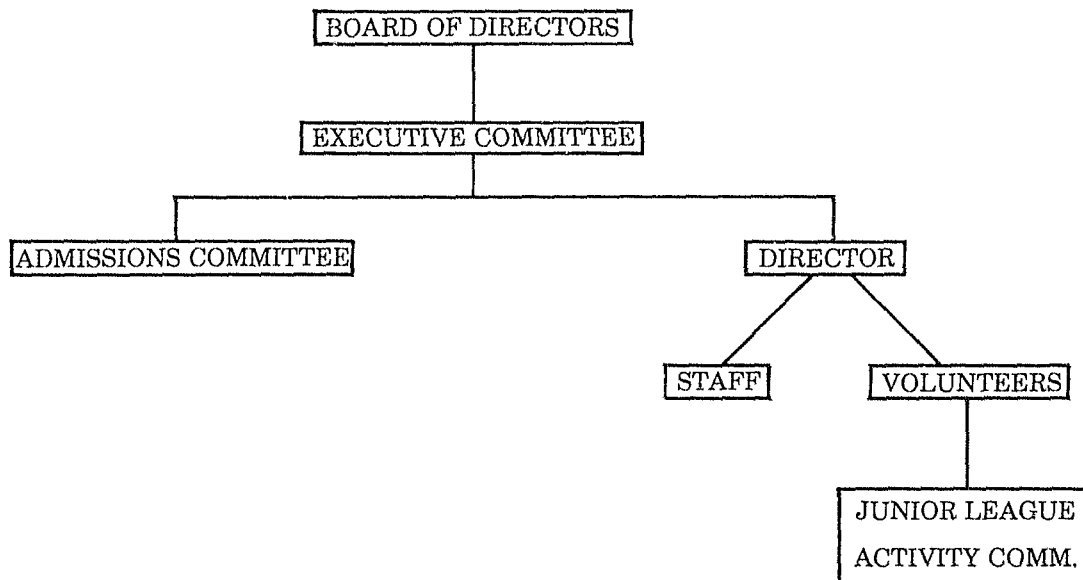 BOARD OF DIRECTORS
EXECUTIVE COMMITTEE
ADMISSIONS COMMITTEE
DIRECTOR
STAFF
VOLUNTEERS
JUNIOR LEAGUE
ACTIVITY COMM.